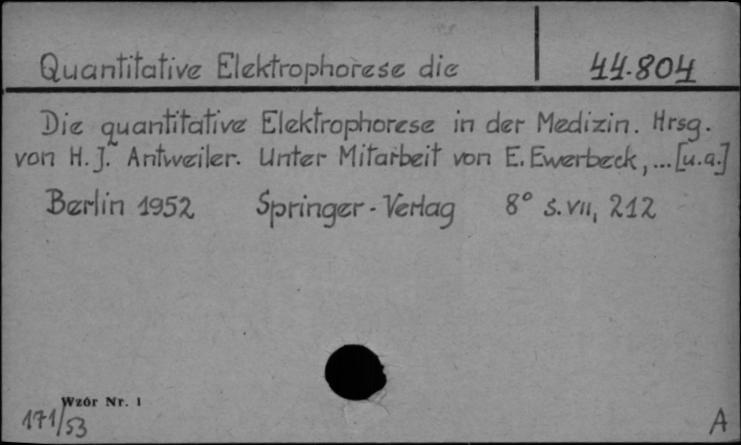 Quantitative Elektrophorese die 44.804
Die quantitative Elektrophorese in der Medizin. Hrsg.
von H. J. Antweiler. Unter Mitarbeit von E. Ewerbeck, ... [u.a.]
Berlin 1952 Springer-Verlag 8° S. VII, 212
Wzór Nr. 1
171/53
A